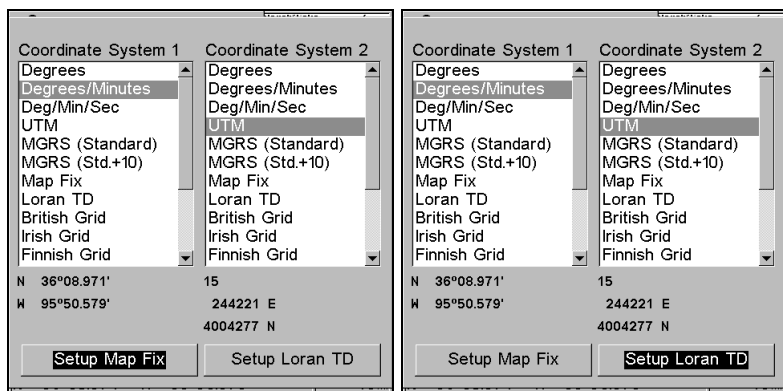 Coordinate System 1 Coordinate System 2
Degrees Degrees
Degrees/Minutes Degrees/Minutes
Deg/Min/Sec Deg/Min/Sec
UTM UTM
MGRS (Standard) MGRS (Standard)
MGRS (Std.+10) MGRS (Std.+10)
Map Fix Map Fix
Loran TD Loran TD
British Grid British Grid
Irish Grid Irish Grid
Finnish Grid Finnish Grid
N 36º08.971' 15
W 95º50.579' 244221 E
4004277 N
Setup Map Fix Setup Loran TD
Coordinate System 1 Coordinate System 2
Degrees Degrees
Degrees/Minutes Degrees/Minutes
Deg/Min/Sec Deg/Min/Sec
UTM UTM
MGRS (Standard) MGRS (Standard)
MGRS (Std.+10) MGRS (Std.+10)
Map Fix Map Fix
Loran TD Loran TD
British Grid British Grid
Irish Grid Irish Grid
Finnish Grid Finnish Grid
N 36º08.971' 15
W 95º50.579' 244221 E
4004277 N
Setup Map Fix Setup Loran TD